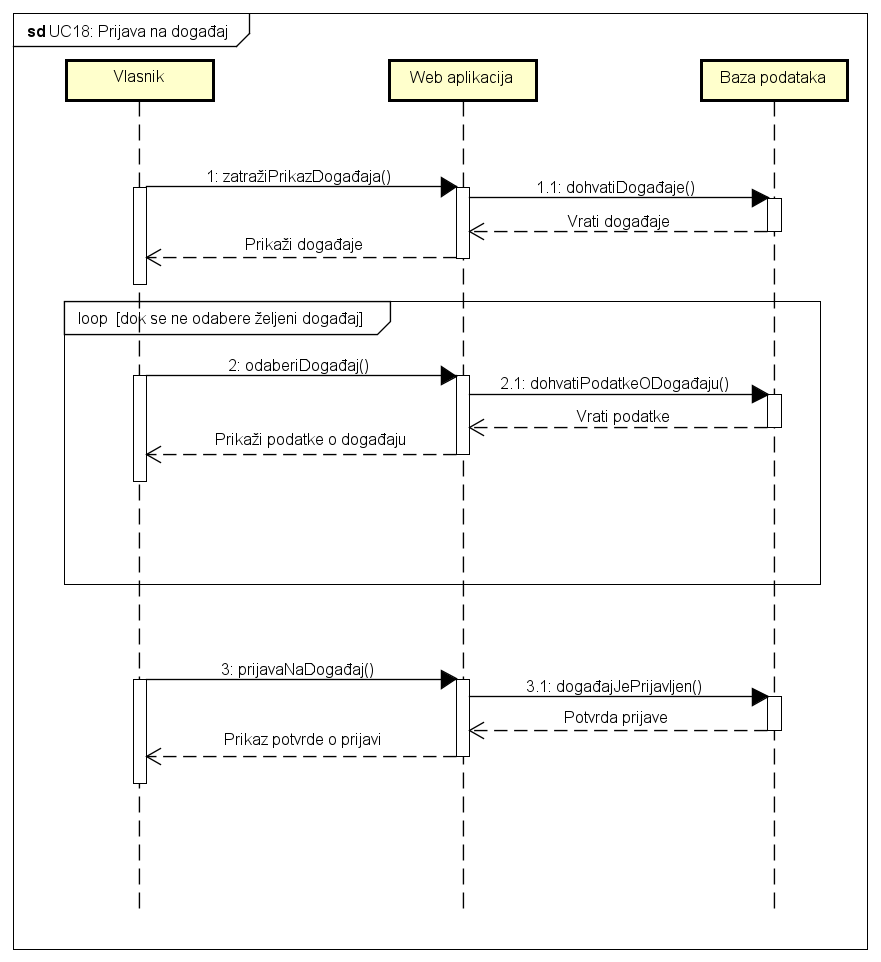 sd UC18: Prijava na događaj
Vlasnik
Web aplikacija
Baza podataka
1: zatražiPrikazDogađaja()
1.1: dohvatiDogađaje()
Vrati događaje
Prikaži događaje
loop [dok se ne odabere željeni događaj]
2: odaberiDogađaj()
2.1: dohvatiPodatkeODogađaju()
Vrati podatke
Prikaži podatke o događaju
3: prijavaNaDogađaj()
3.1: događajJePrijavljen()
Potvrda prijave
Prikaz potvrde o prijavi